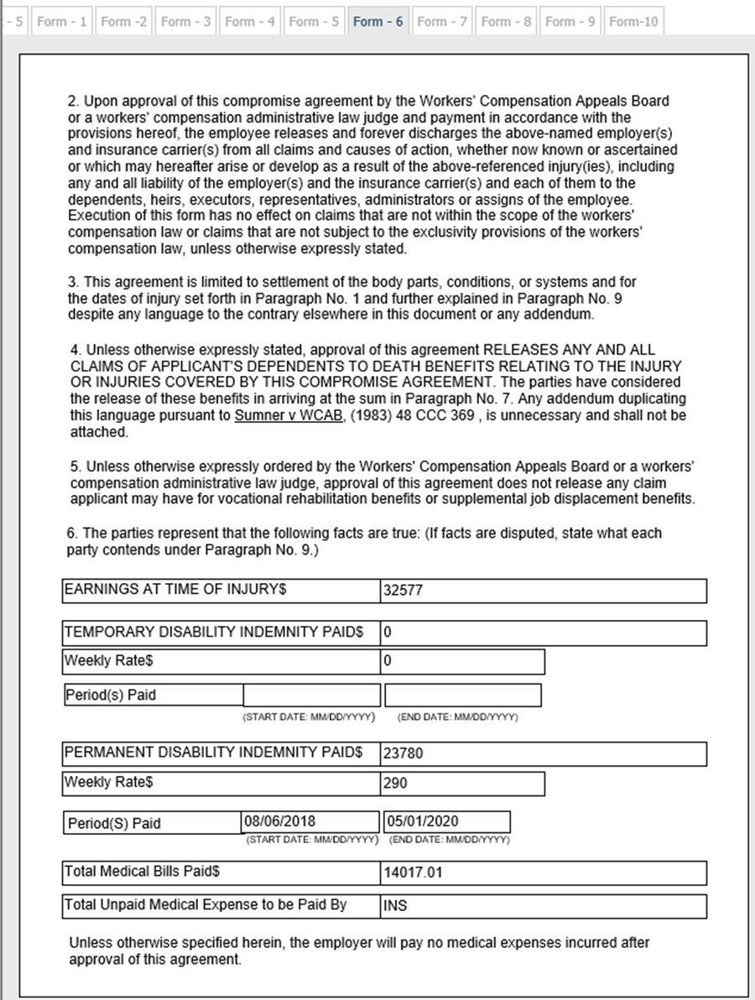 - 5 Form - 1 Form -2 Form - 3 Form - 4 Form - 5 Form - 6 Form - 7 Form - 8 Form - 9 Form-10
2. Upon approval of this compromise agreement by the Workers' Compensation Appeals Board
or a workers' compensation administrative law judge and payment in accordance with the
provisions hereof, the employee releases and forever discharges the above-named employer(s)
and insurance carrier(s) from all claims and causes of action, whether now known or ascertained
or which may hereafter arise or develop as a result of the above-referenced injury(ies), including
any and all liability of the employer(s) and the insurance carrier(s) and each of them to the
dependents, heirs, executors, representatives, administrators or assigns of the employee.
Execution of this form has no effect on claims that are not within the scope of the workers'
compensation law or claims that are not subject to the exclusivity provisions of the workers'
compensation law, unless otherwise expressly stated.
3. This agreement is limited to settlement of the body parts, conditions, or systems and for
the dates of injury set forth in Paragraph No. 1 and further explained in Paragraph No. 9
despite any language to the contrary elsewhere in this document or any addendum.
4. Unless otherwise expressly stated, approval of this agreement RELEASES ANY AND ALL
CLAIMS OF APPLICANT'S DEPENDENTS TO DEATH BENEFITS RELATING TO THE INJURY
OR INJURIES COVERED BY THIS COMPROMISE AGREEMENT. The parties have considered
the release of these benefits in arriving at the sum in Paragraph No. 7. Any addendum duplicating
this language pursuant to Sumner v WCAB, (1983) 48 CCC 369 , is unnecessary and shall not be
attached.
5. Unless otherwise expressly ordered by the Workers' Compensation Appeals Board or a workers'
compensation administrative law judge, approval of this agreement does not release any claim
applicant may have for vocational rehabilitation benefits or supplemental job displacement benefits.
6. The parties represent that the following facts are true: (If facts are disputed, state what each
party contends under Paragraph No. 9.)
EARNINGS AT TIME OF INJURY$ 32577
TEMPORARY DISABILITY INDEMNITY PAID$ 0
Weekly Rate$ 0
Period(s) Paid
(START DATE: MM/DD/YYYY) (END DATE: MM/DD/YYYY)
PERMANENT DISABILITY INDEMNITY PAID$ 23780
Weekly Rate$ 290
Period(S) Paid 08/06/2018 05/01/2020
(START DATE: MM/DD/YYYY) (END DATE: MM/DD/YYYY)
Total Medical Bills Paid$ 14017.01
Total Unpaid Medical Expense to be Paid By INS
Unless otherwise specified herein, the employer will pay no medical expenses incurred after
approval of this agreement.